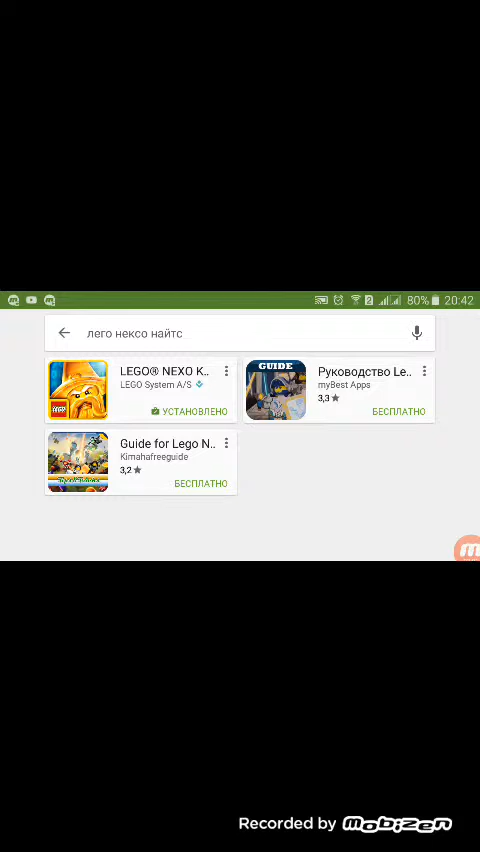 80% 20:42
лего нексо найтс
LEGO® NEXO K..
LEGO System A/S
УСТАНОВЛЕНО
GUIDE
Руководство Le..
myBest Apps
3,3
БЕСПЛАТНО
Guide for Lego N..
Kimahafreeguide
3,2
БЕСПЛАТНО
Recorded by Mobizen